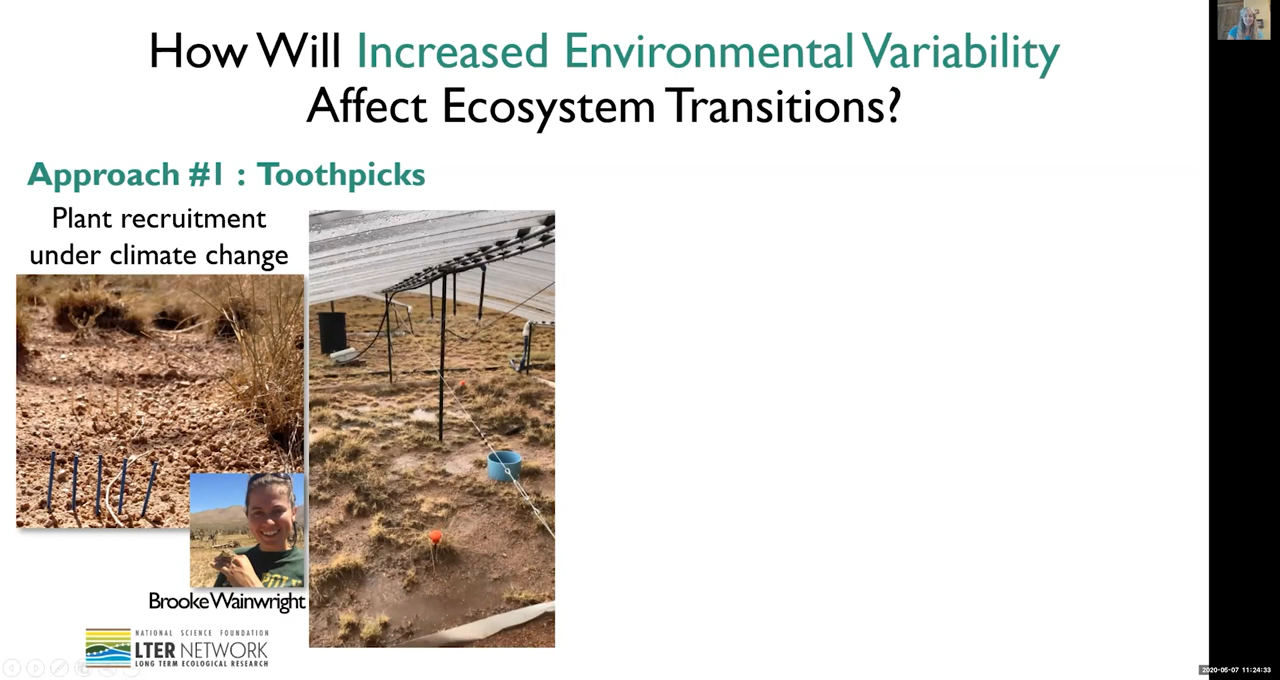 How Will Increased Environmental Variability
Affect Ecosystem Transitions?
Approach #1 : Toothpicks
Plant recruitment
under climate change
Brooke Wainwright
NATIONAL SCIENCE FOUNDATION
LTER NETWORK
LONG TERM ECOLOGICAL RESEARCH
2020-05-07 11:24:33